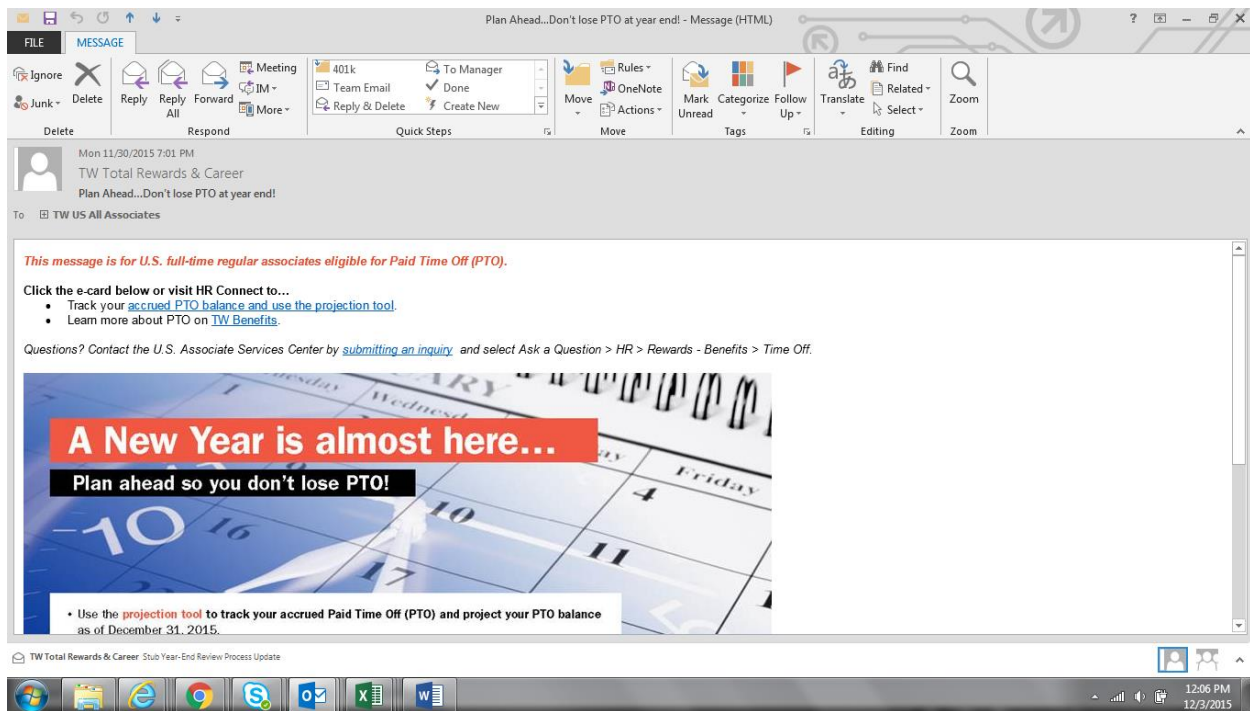 Plan Ahead...Don't lose PTO at year end! - Message (HTML)
?
FILE MESSAGE
Ignore
Junk
Delete
Reply
Reply All
Forward
Meeting
IM
More
401k
Team Email
Reply & Delete
To Manager
Done
Create New
Move
Rules
OneNote
Actions
Mark Unread
Categorize
Follow Up
Translate
Find
Related
Select
Zoom
Delete Respond Quick Steps Move Tags Editing Zoom
Mon 11/30/2015 7:01 PM
TW Total Rewards & Career
Plan Ahead...Don't lose PTO at year end!
To TW US All Associates
This message is for U.S. full-time regular associates eligible for Paid Time Off (PTO).
Click the e-card below or visit HR Connect to…
• Track your accrued PTO balance and use the projection tool.
• Learn more about PTO on TW Benefits.
Questions? Contact the U.S. Associate Services Center by submitting an inquiry and select Ask a Question > HR > Rewards - Benefits > Time Off.
Wednesd
Friday
A New Year is almost here…
Plan ahead so you don't lose PTO!
1
4
9
10
11
16
17
10
• Use the projection tool to track your accrued Paid Time Off (PTO) and project your PTO balance
as of December 31, 2015.
TW Total Rewards & Career Stub Year-End Review Process Update
12:06 PM
12/3/2015